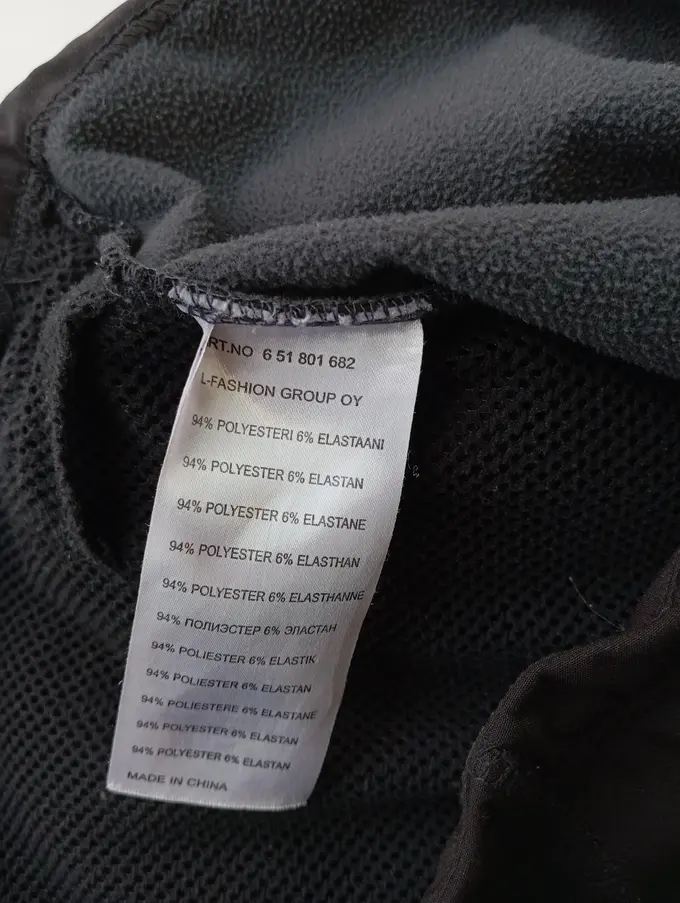 RT.NO 6 51 801 682
L-FASHION GROUP OY
94% POLYESTERI 6% ELASTAANI
94% POLYESTER 6% ELASTAN
94% POLYESTER 6% ELASTANE
94% POLYESTER 6% ELASTHAN
94% POLYESTER 6% ELASTHANNE
94% ПОЛИЭСТЕР 6% ЭЛАСТАН
94% POLIESTER 6% ELASTIK
94% POLIESTER 6% ELASTAN
94% POLIESTERE 6% ELASTANE
94% POLYESTER 6% ELASTAN
94% POLYESTER 6% ELASTAN
MADE IN CHINA